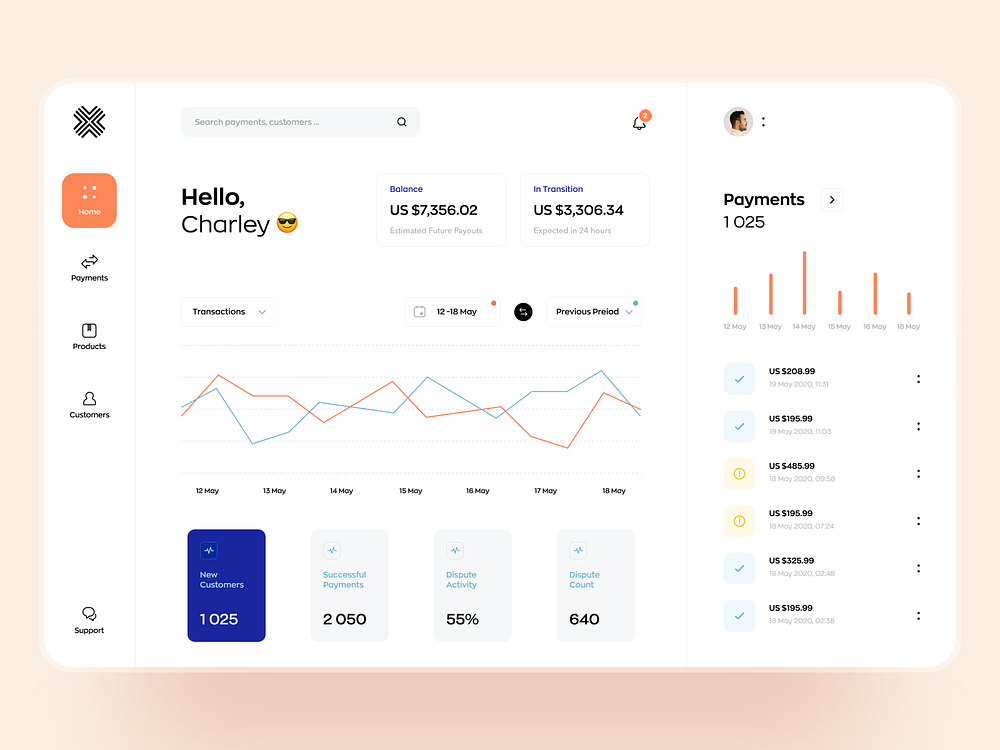 Search payments, customers ...
2
Home
Payments
Products
Customers
Support
Hello,
Charley 😎
Balance
US $7,356.02
Estimated Future Payouts
In Transition
US $3,306.34
Expected in 24 hours
Transactions
12 -18 May
Previous Preiod
12 May
13 May
14 May
15 May
16 May
17 May
18 May
New
Customers
1 025
Successful
Payments
2 050
Dispute
Activity
55%
Dispute
Count
640
Payments
1 025
12 May
13 May
14 May
15 May
16 May
18 May
US $208.99
19 May 2020, 11:31
US $195.99
19 May 2020, 11:03
US $485.99
18 May 2020, 09:58
US $195.99
18 May 2020, 07:24
US $325.99
18 May 2020, 02:48
US $195.99
18 May 2020, 02:38